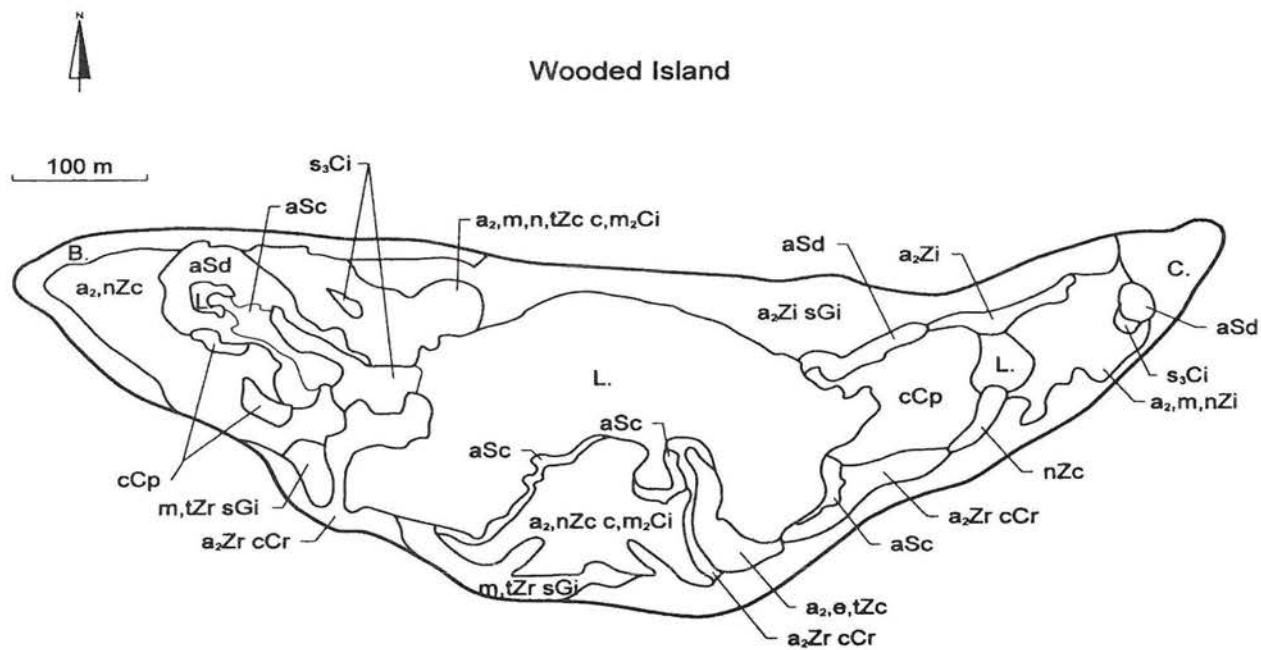 Wooded Island
100 m
s₃Ci
aSc
a₂,m,n,tZc c,m₂Ci
B.
aSd
a₂,nZc
L.
aSd
a₂Zi
C.
a₂Zi sGi
aSd
L.
L.
s₃Ci
cCp
a₂,m,nZi
aSc
aSc
cCp
nZc
m,tZr sGi
a₂,nZc c,m₂Ci
a₂Zr cCr
a₂Zr cCr
aSc
m,tZr sGi
a₂,e,tZc
a₂Zr cCr